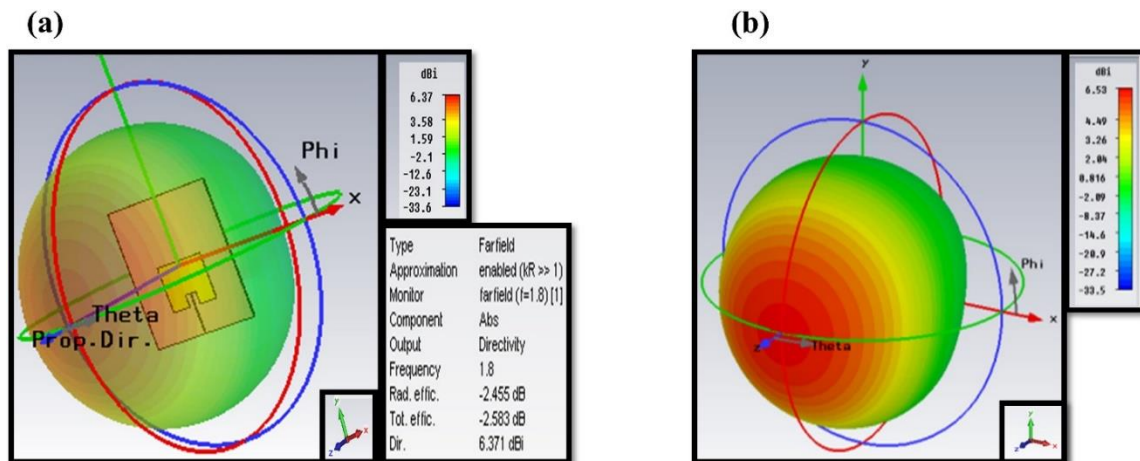 (a)
(b)
dBi
6.37
3.58
1.59
-2.1
-12.6
-23.1
-33.6
Phi
x
Theta
Prop.Dir.
y
x
z
Type Farfield
Approximation enabled (kR >> 1)
Monitor farfield (f=1.8) [1]
Component Abs
Output Directivity
Frequency 1.8
Rad. effic. -2.455 dB
Tot. effic. -2.583 dB
Dir. 6.371 dBi
y
Phi
x
z
Theta
y
x
z
dBi
6.53
4.49
3.26
2.04
0.816
-2.09
-8.37
-14.6
-20.9
-27.2
-33.5